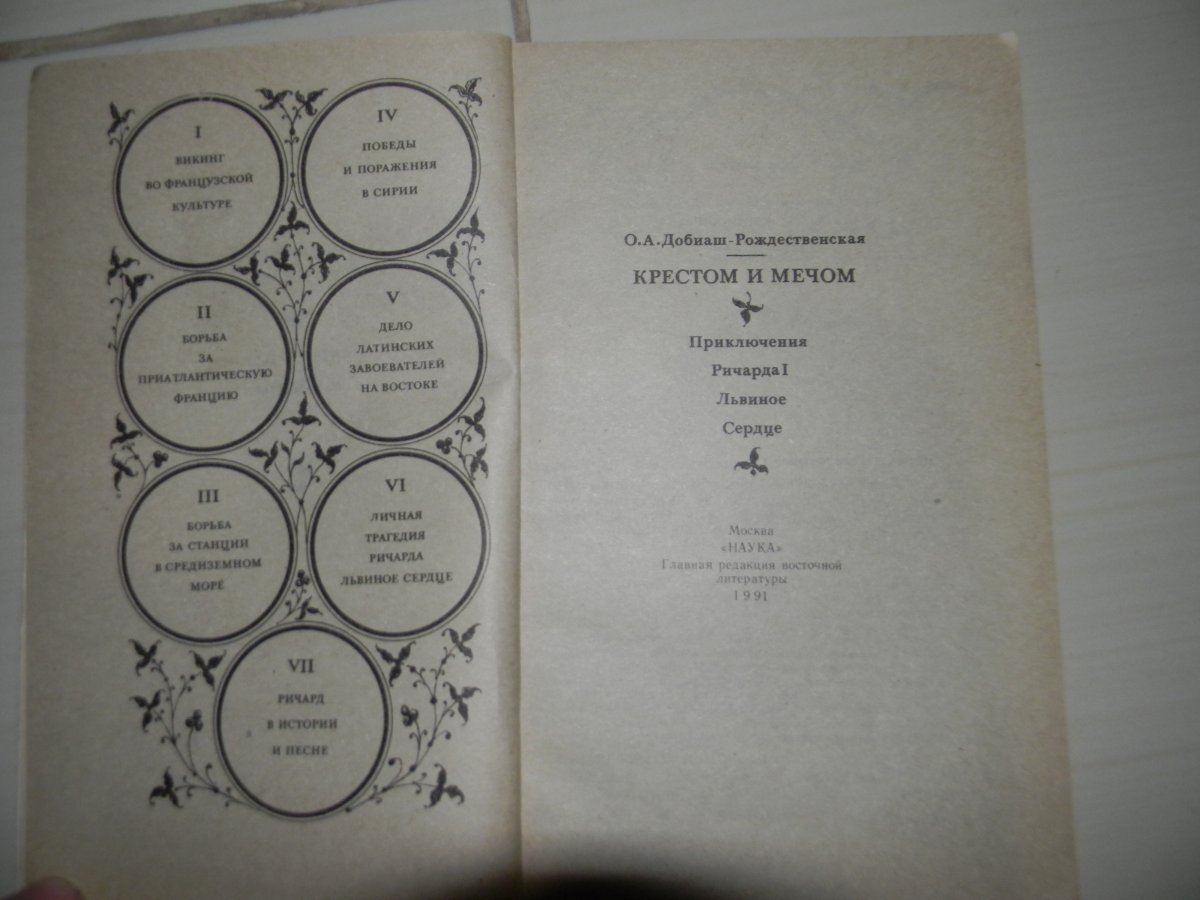 I
ВИКИНГ
ВО ФРАНЦУЗСКОЙ
КУЛЬТУРЕ
II
БОРЬБА
ЗА
ПРИАТЛАНТИЧЕСКУЮ
ФРАНЦИЮ
III
БОРЬБА
ЗА СТАНЦИИ
В СРЕДИЗЕМНОМ
МОРЕ
IV
ПОБЕДЫ
И ПОРАЖЕНИЯ
В СИРИИ
V
ДЕЛО
ЛАТИНСКИХ
ЗАВОЕВАТЕЛЕЙ
НА ВОСТОКЕ
VI
ЛИЧНАЯ
ТРАГЕДИЯ
РИЧАРДА
ЛЬВИНОЕ СЕРДЦЕ
VII
РИЧАРД
В ИСТОРИИ
И ПЕСНЕ
О.А.Добиаш-Рождественская
КРЕСТОМ И МЕЧОМ
Приключения
Ричарда I
Львиное
Сердце
Москва
«НАУКА»
Главная редакция восточной
литературы
1991